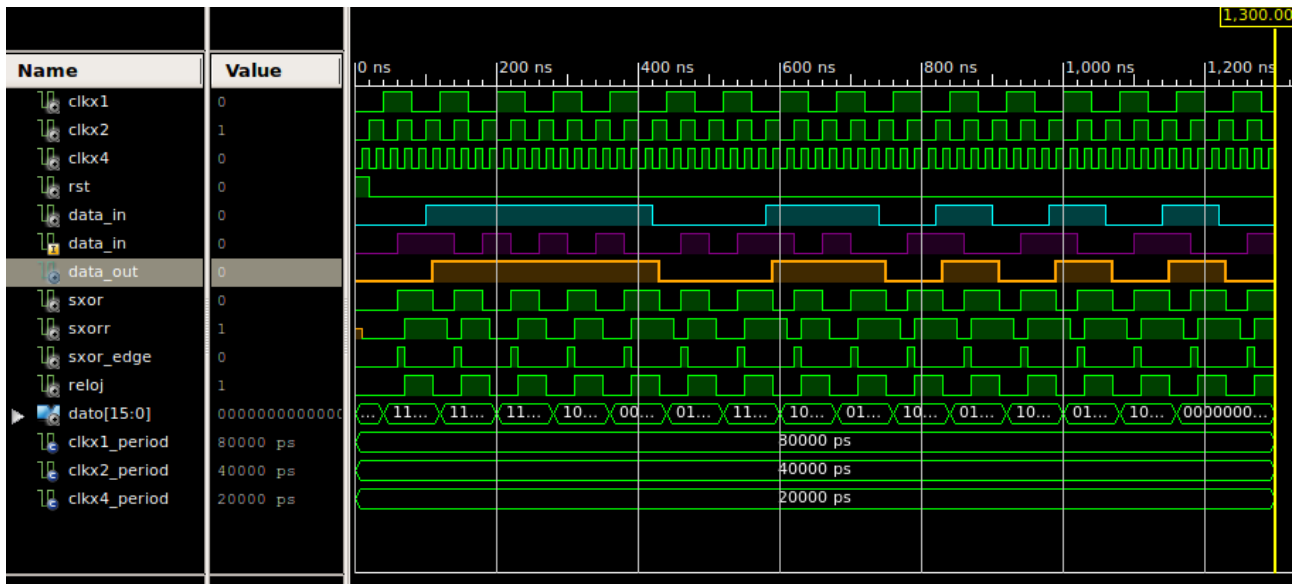 1,300.00
Name Value 0 ns 200 ns 400 ns 600 ns 800 ns 1,000 ns 1,200 ns
clkx1 0
clkx2 1
clkx4 0
rst 0
data_in 0
data_in 0
data_out 0
sxor 0
sxorr 1
sxor_edge 0
reloj 1
dato[15:0] 0000000000000 ... 11... 11... 11... 10... 00... 01... 11... 10... 01... 10... 01... 10... 01... 10... 0000000...
clkx1_period 80000 ps 80000 ps
clkx2_period 40000 ps 40000 ps
clkx4_period 20000 ps 20000 ps